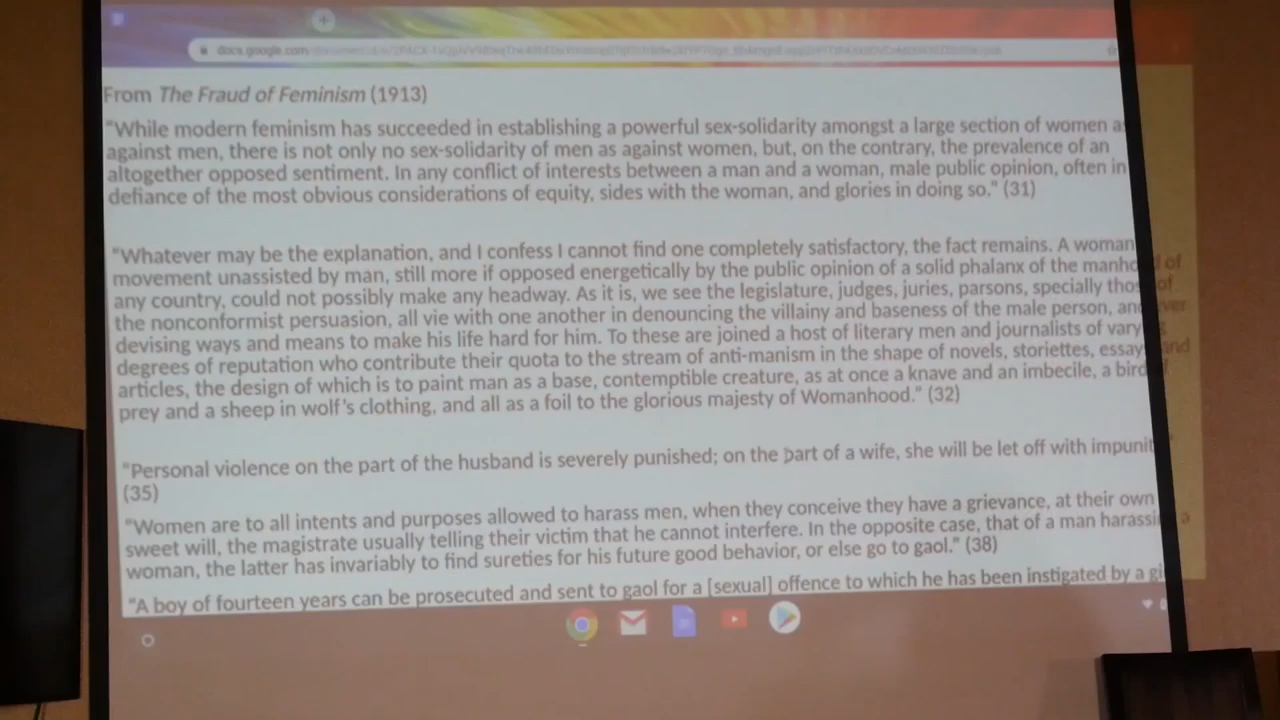 docs.google.com
From The Fraud of Feminism (1913)
"While modern feminism has succeeded in establishing a powerful sex-solidarity amongst a large section of women as
against men, there is not only no sex-solidarity of men as against women, but, on the contrary, the prevalence of an
altogether opposed sentiment. In any conflict of interests between a man and a woman, male public opinion, often in
defiance of the most obvious considerations of equity, sides with the woman, and glories in doing so." (31)
"Whatever may be the explanation, and I confess I cannot find one completely satisfactory, the fact remains. A woman
movement unassisted by man, still more if opposed energetically by the public opinion of a solid phalanx of the manhood of
any country, could not possibly make any headway. As it is, we see the legislature, judges, juries, parsons, specially those of
the nonconformist persuasion, all vie with one another in denouncing the villainy and baseness of the male person, and ever
devising ways and means to make his life hard for him. To these are joined a host of literary men and journalists of varying
degrees of reputation who contribute their quota to the stream of anti-manism in the shape of novels, storiettes, essays and
articles, the design of which is to paint man as a base, contemptible creature, as at once a knave and an imbecile, a bird of
prey and a sheep in wolf's clothing, and all as a foil to the glorious majesty of Womanhood." (32)
"Personal violence on the part of the husband is severely punished; on the part of a wife, she will be let off with impunit
(35)
"Women are to all intents and purposes allowed to harass men, when they conceive they have a grievance, at their own
sweet will, the magistrate usually telling their victim that he cannot interfere. In the opposite case, that of a man harassing a
woman, the latter has invariably to find sureties for his future good behavior, or else go to gaol." (38)
"A boy of fourteen years can be prosecuted and sent to gaol for a [sexual] offence to which he has been instigated by a gi